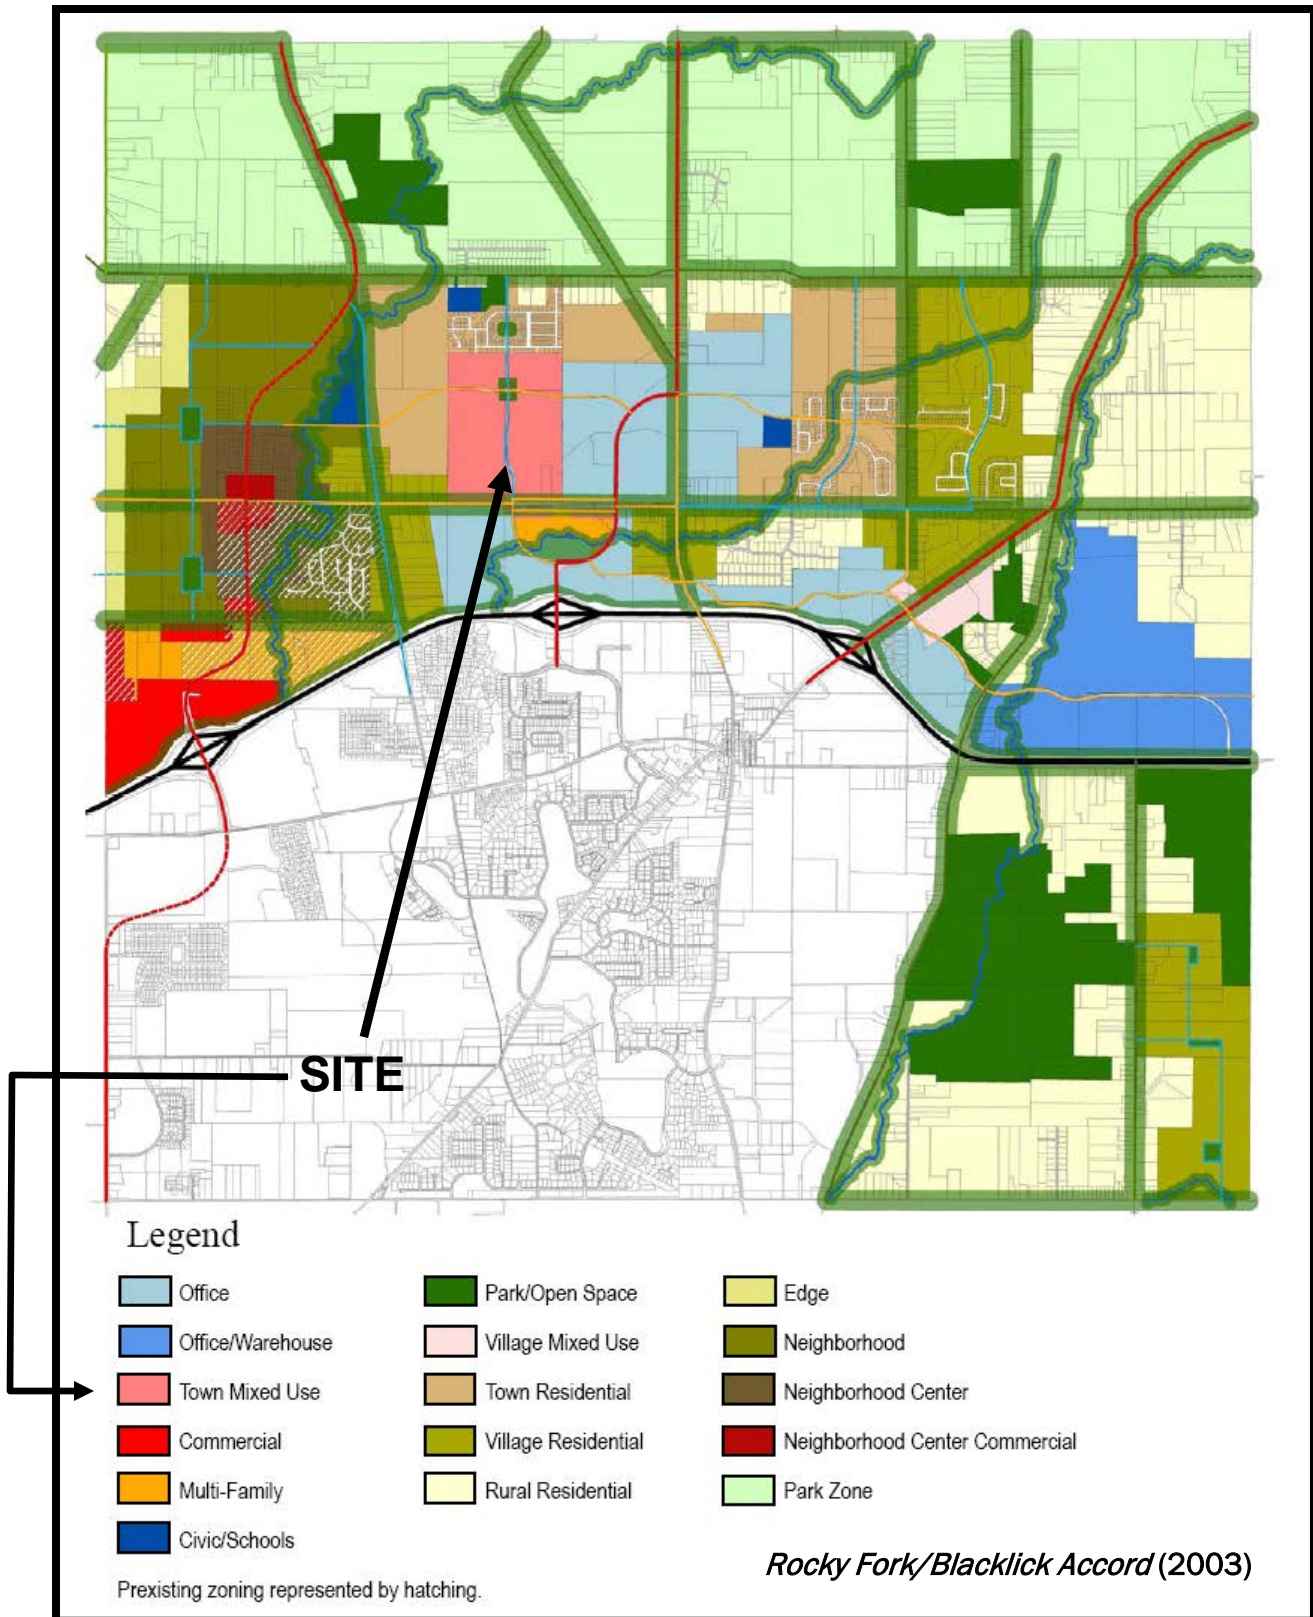 SITE
Legend
Office
Park/Open Space
Edge
Office/Warehouse
Village Mixed Use
Neighborhood
Town Mixed Use
Town Residential
Neighborhood Center
Commercial
Village Residential
Neighborhood Center Commercial
Multi-Family
Rural Residential
Park Zone
Civic/Schools
Rocky Fork/Blacklick Accord (2003)
Prexisting zoning represented by hatching.